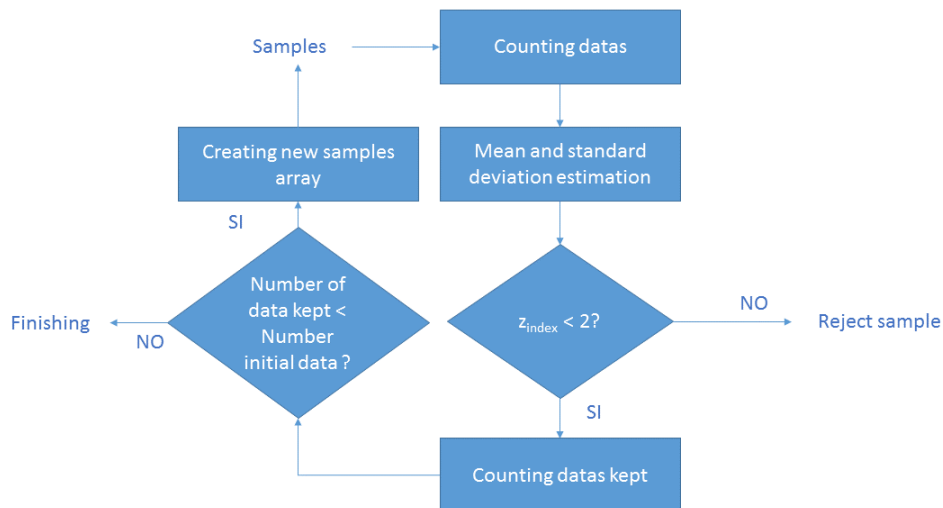 Samples
Counting datas
Mean and standard
deviation estimation
z_index < 2?
NO
Reject sample
SI
Counting datas kept
Number of
data kept <
Number
initial data ?
NO
Finishing
SI
Creating new samples
array